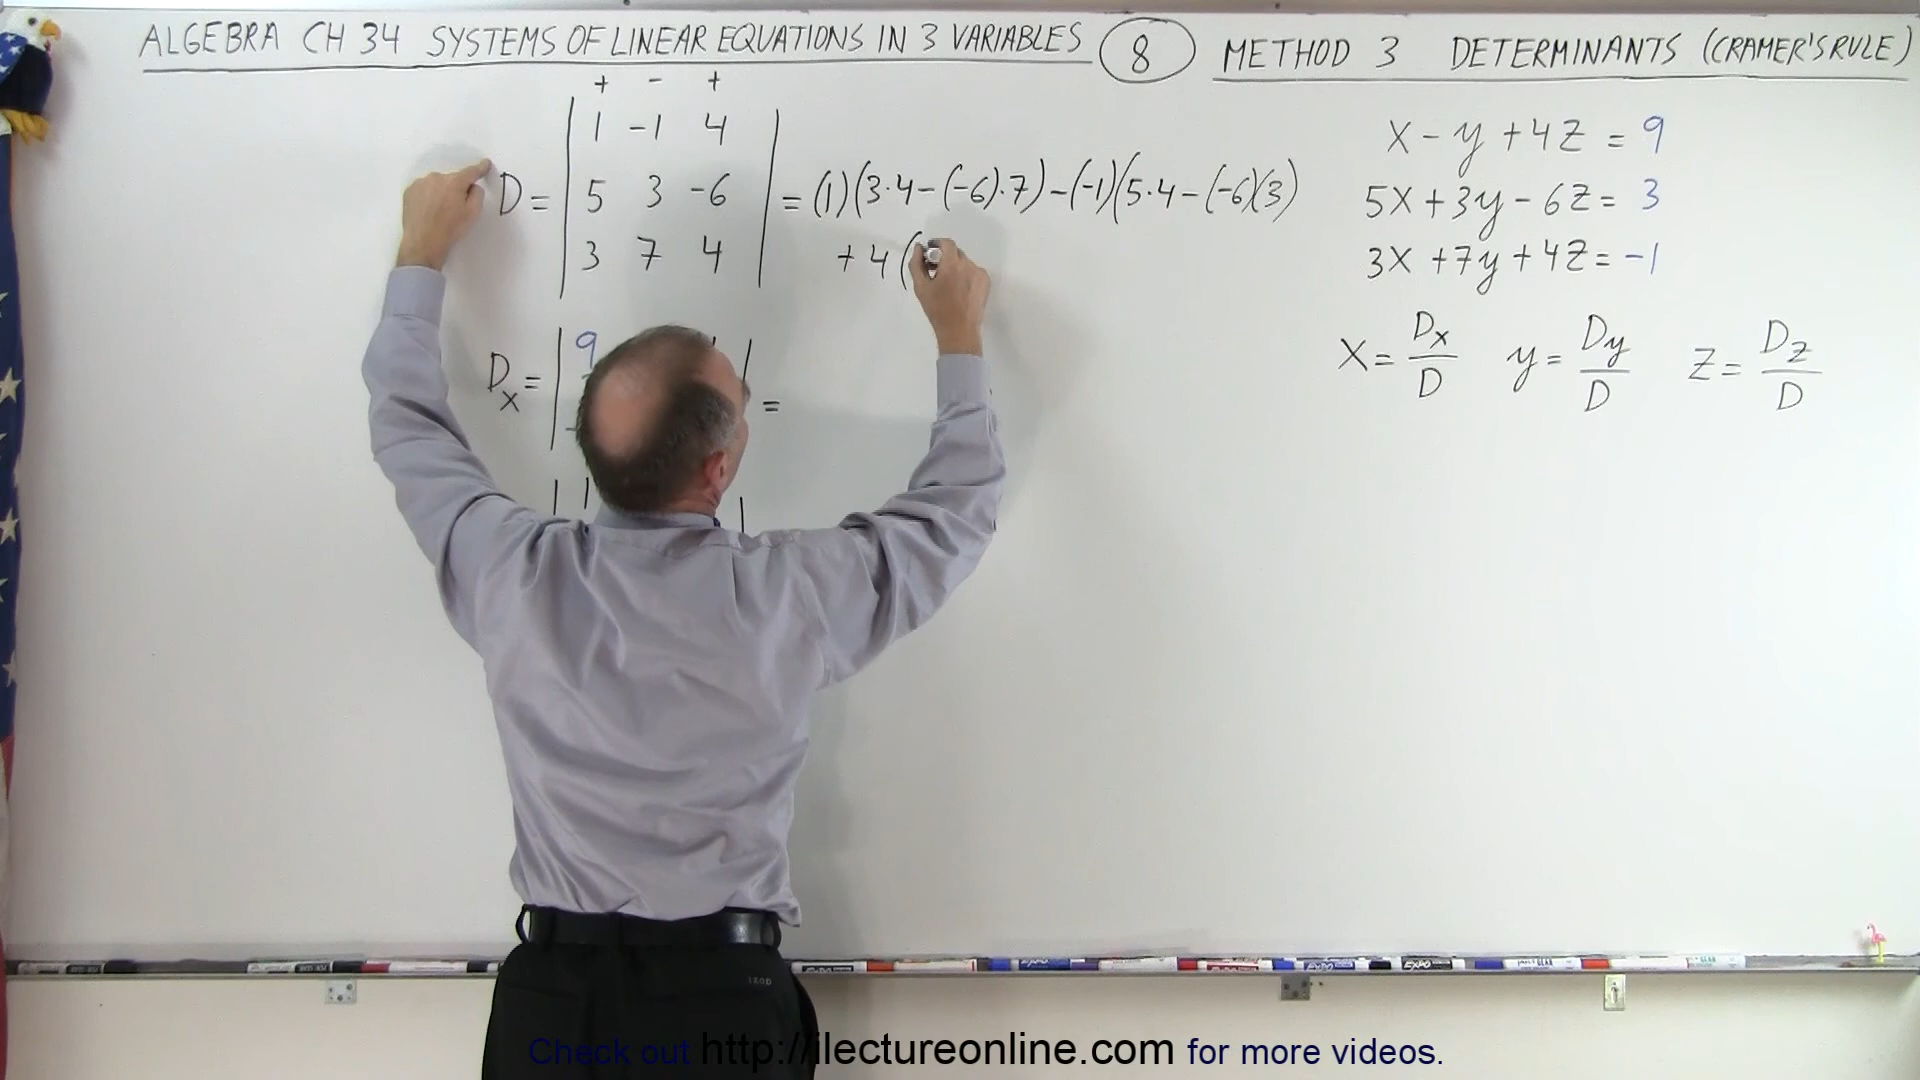 ALGEBRA CH 34 SYSTEMS OF LINEAR EQUATIONS IN 3 VARIABLES 8 METHOD 3 DETERMINANTS (CRAMER'S RULE)
+ - +
1 -1 4
D = 5 3 -6 = (1)(3·4-(-6)·7)-(-1)(5·4-(-6)(3)
3 7 4 + 4(
9
Dx = =
1
x - y + 4z = 9
5x + 3y - 6z = 3
3x + 7y + 4z = -1
x = Dx/D y = Dy/D z = Dz/D
IZOD
Check out http://ilectureonline.com for more videos.